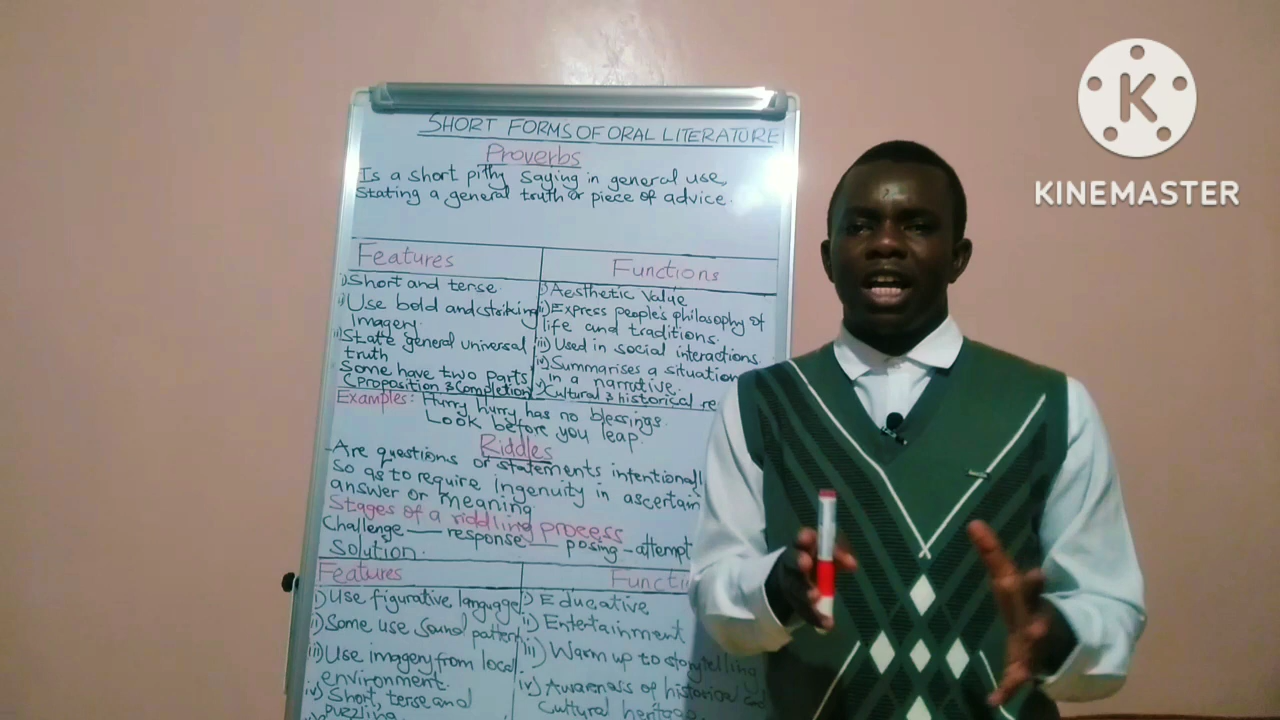 SHORT FORMS OF ORAL LITERATURE
Proverbs
Is a short pithy saying in general use,
stating a general truth or piece of advice.
Features
Functions
i) Short and terse
ii) Use bold and striking
Imagery
iii) State general universal
truth
Some have two parts
(Proposition & Completion
i) Aesthetic Value
ii) Express people's philosophy of
life and traditions.
iii) Used in social interactions.
iv) Summarises a situation
in a narrative.
v) Cultural & historical re
Examples: Hurry hurry has no blessings.
Look before you leap.
Riddles
- Are questions or statements intentionall
So as to require Ingenuity in ascertain
answer or meaning
Stages of a riddling process
Challenge — response — posing – attempt
Solution.
Features
Functi
i) Use figurative language
ii) Some use sound pattern
iii) Use imagery from local
environment.
iv) Short, terse and
puzzling
i) Educative
ii) Entertainment
iii) Warm up to storytelling
iv) Awareness of historical and
cultural heritage
K
KINEMASTER